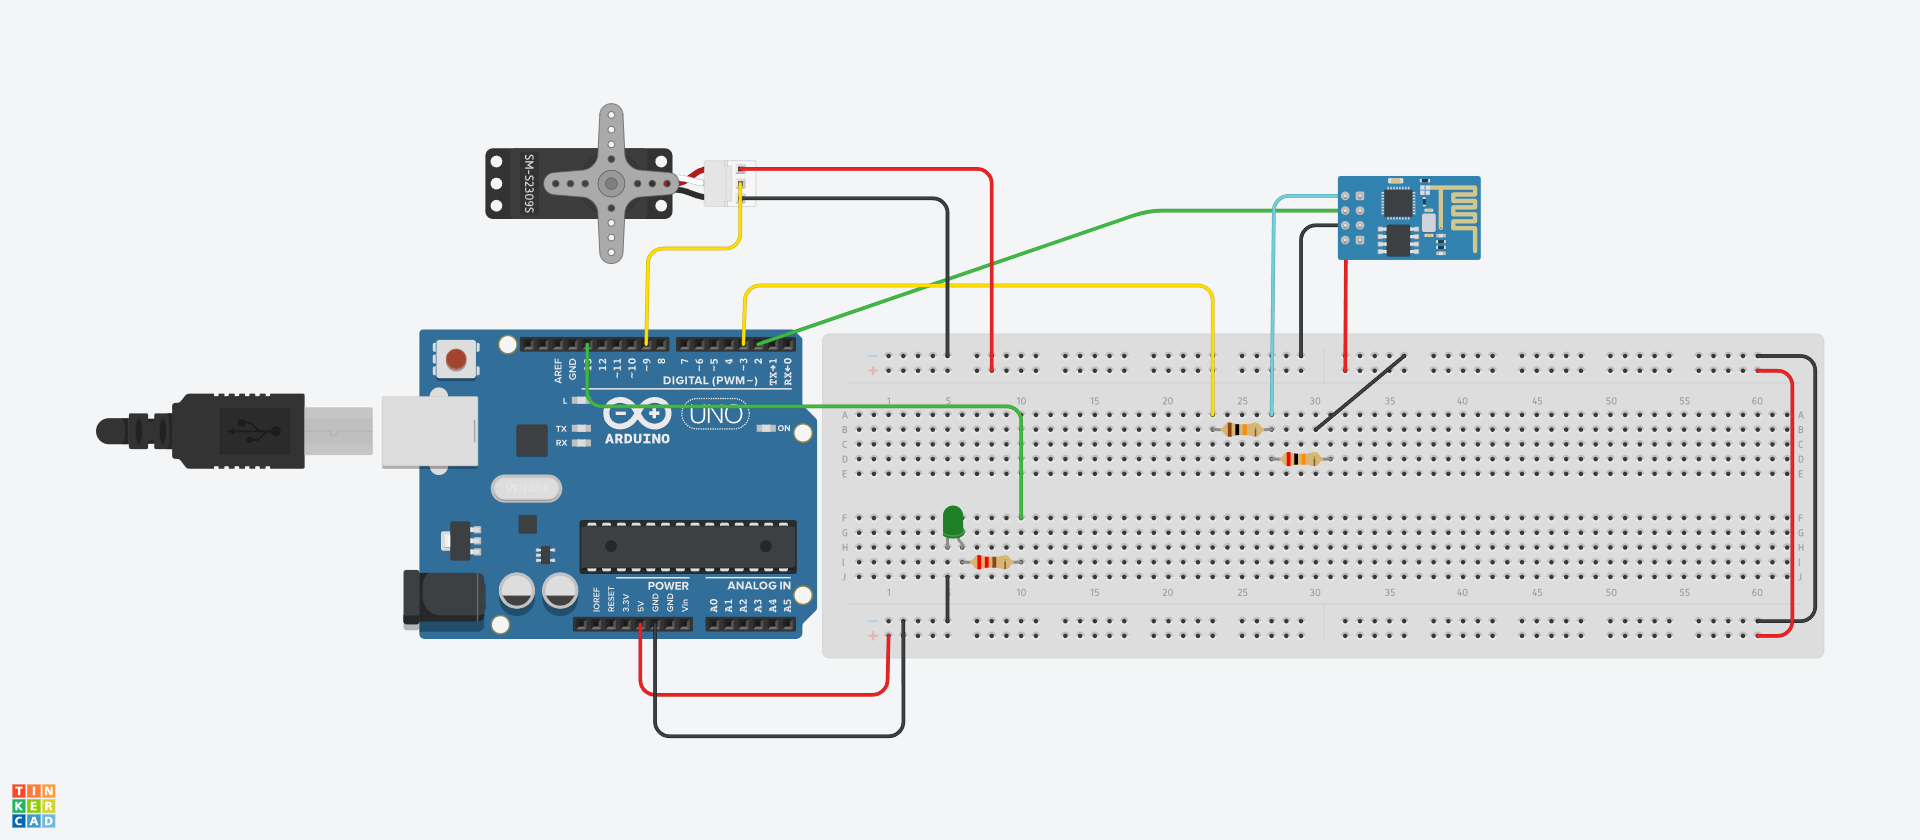 SM-S2309S
AREF
GND
12
~11
~10
~9
8
7
~6
~5
~4
~3
2
TX→1
RX←0
DIGITAL (PWM~)
L
TX
RX
ARDUINO
UNO
ON
POWER
ANALOG IN
IOREF
RESET
3.3V
5V
GND
GND
Vin
A0
A1
A2
A3
A4
A5
1 5 10 15 20 25 30 35 40 45 50 55 60
A A
B B
C C
D D
E E
F F
G G
H H
I I
J J
1 10 15 20 25 30 35 40 45 50 55 60
TIN
KER
CAD